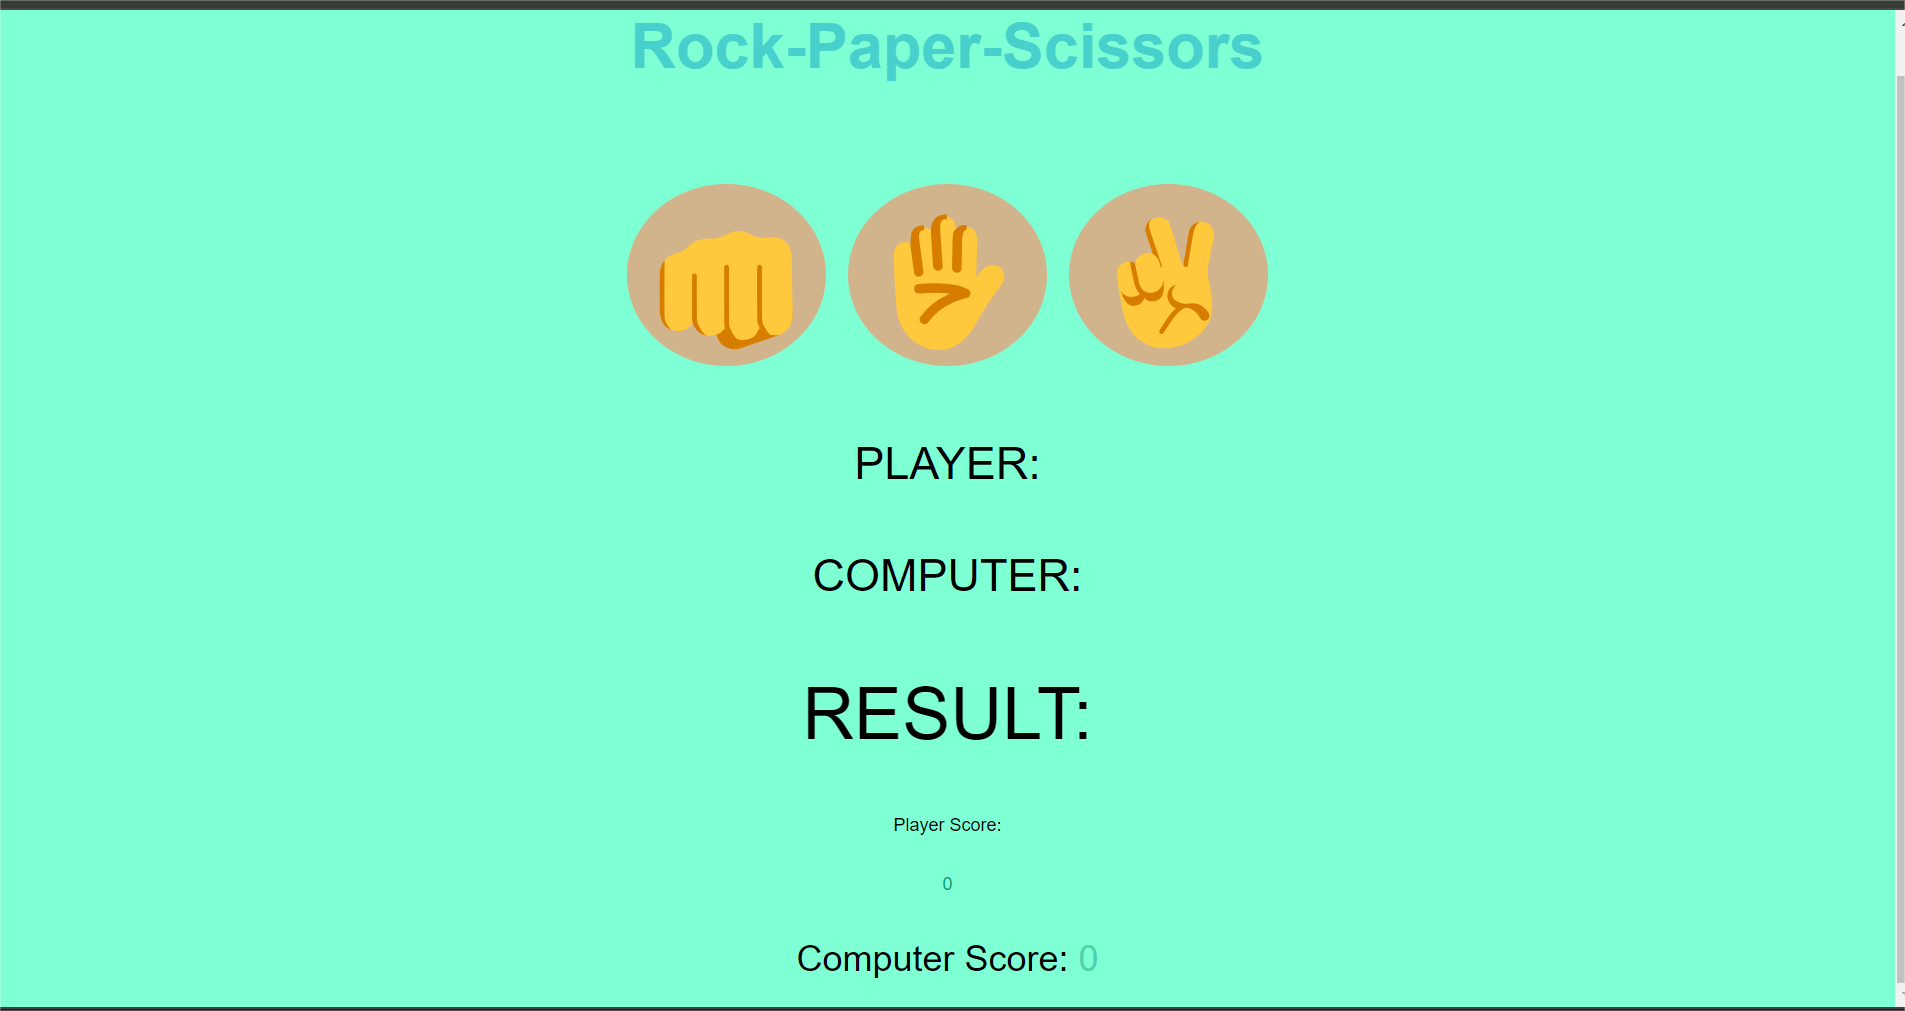 Rock-Paper-Scissors
PLAYER:
COMPUTER:
RESULT:
Player Score:
0
Computer Score: 0